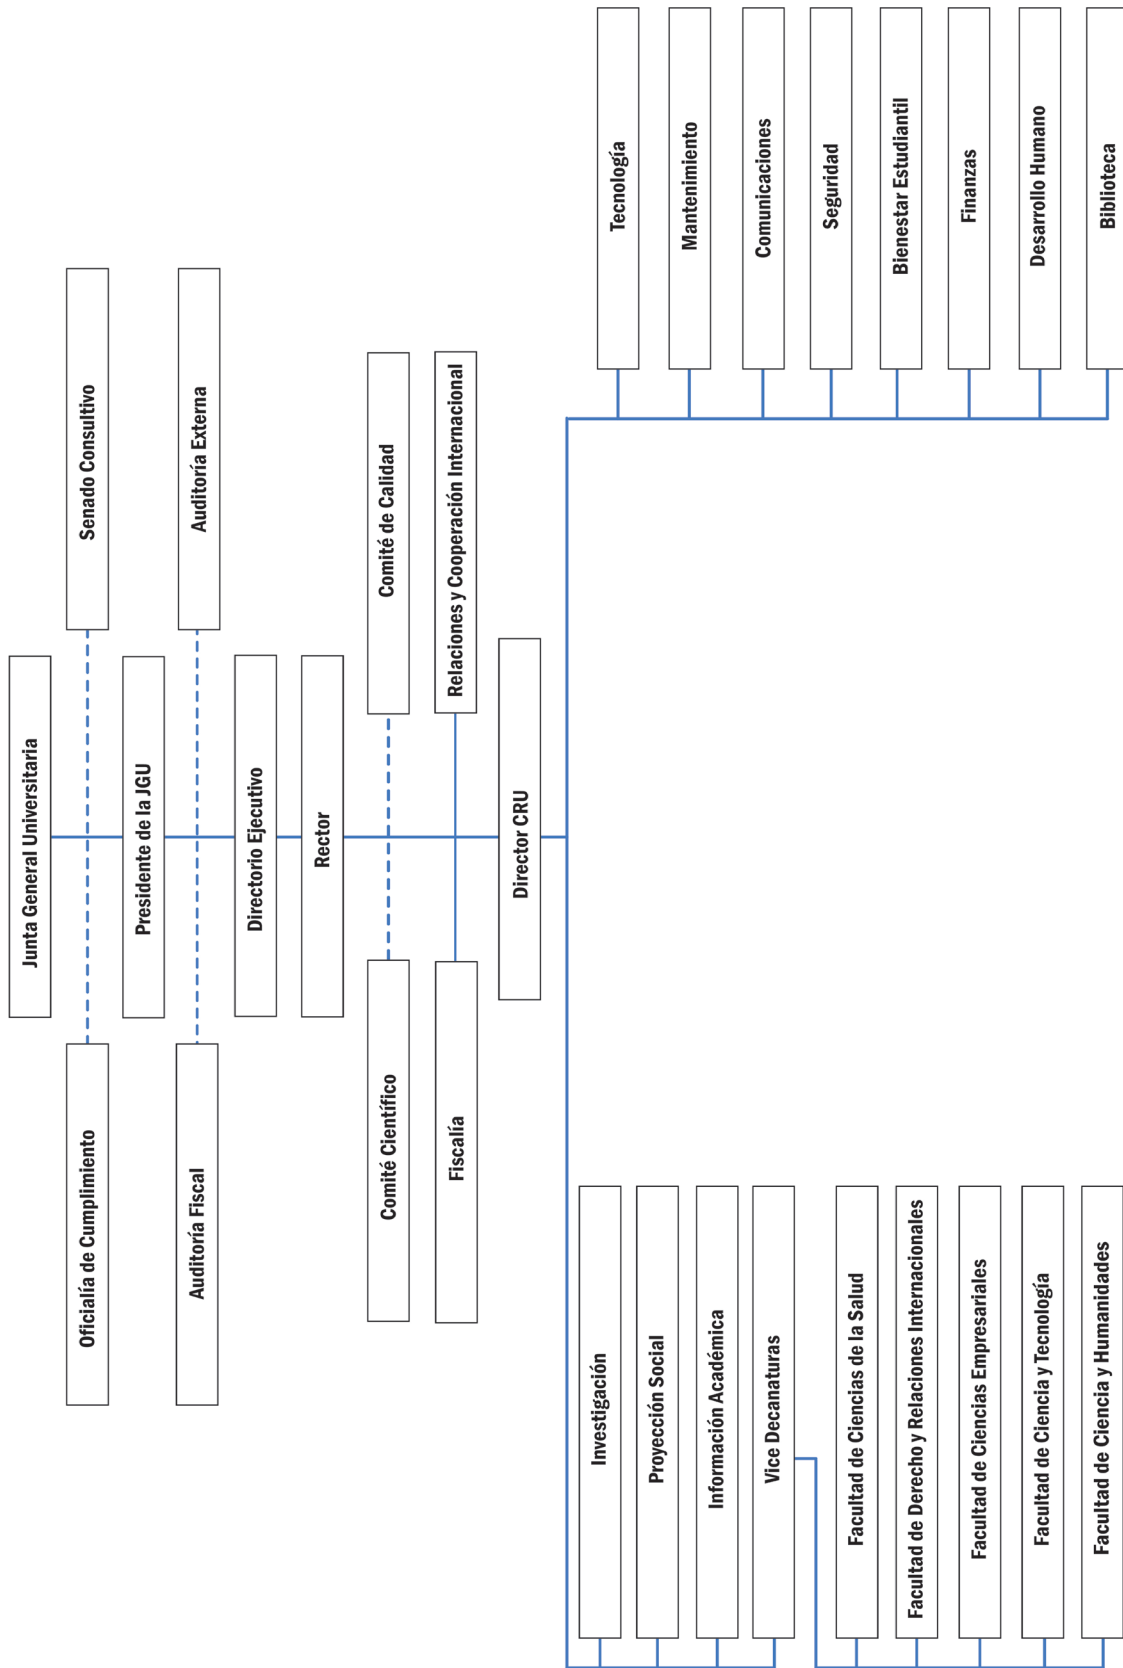 Junta General Universitaria
Oficialía de Cumplimiento
Senado Consultivo
Presidente de la JGU
Auditoría Fiscal
Auditoría Externa
Directorio Ejecutivo
Rector
Comité Científico
Comité de Calidad
Fiscalía
Relaciones y Cooperación Internacional
Director CRU
Investigación
Proyección Social
Información Académica
Vice Decanaturas
Facultad de Ciencias de la Salud
Facultad de Derecho y Relaciones Internacionales
Facultad de Ciencias Empresariales
Facultad de Ciencia y Tecnología
Facultad de Ciencia y Humanidades
Tecnología
Mantenimiento
Comunicaciones
Seguridad
Bienestar Estudiantil
Finanzas
Desarrollo Humano
Biblioteca